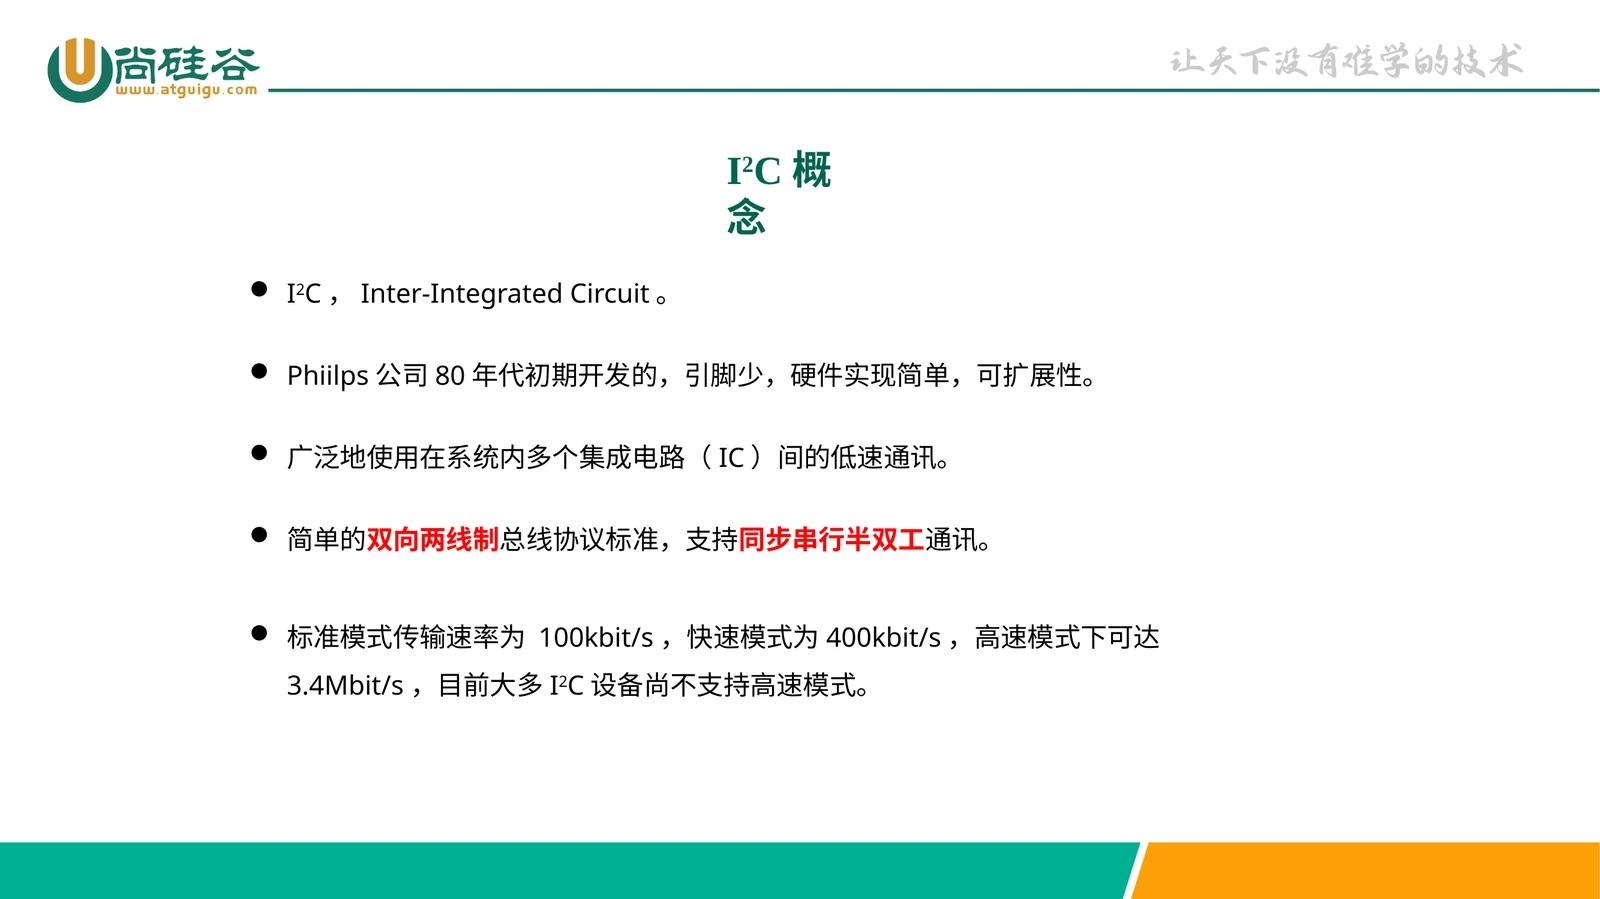 尚硅谷
www.atguigu.com
让天下没有难学的技术
I²C 概
念
I²C ， Inter-Integrated Circuit 。
Phiilps 公司 80 年代初期开发的，引脚少，硬件实现简单，可扩展性。
广泛地使用在系统内多个集成电路（ IC ）间的低速通讯。
简单的双向两线制总线协议标准，支持同步串行半双工通讯。
标准模式传输速率为 100kbit/s ，快速模式为 400kbit/s ，高速模式下可达
3.4Mbit/s ，目前大多 I²C 设备尚不支持高速模式。